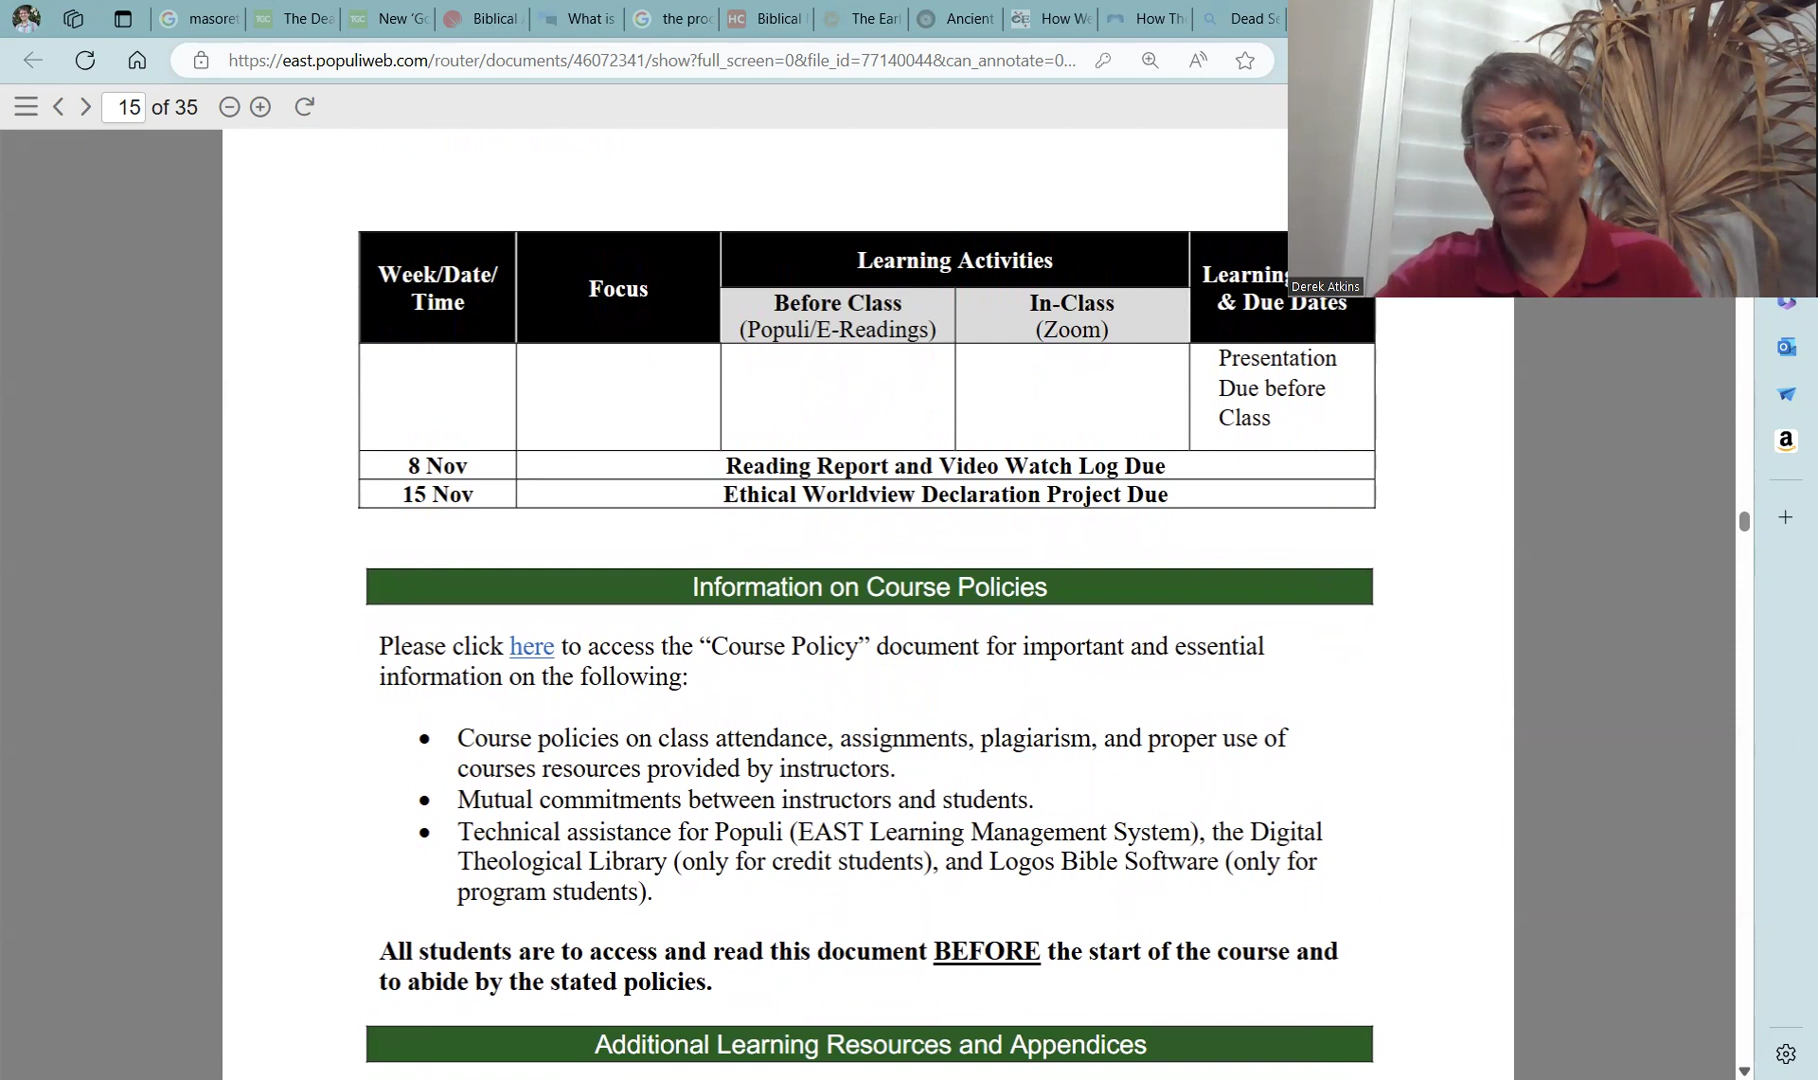 masoret
The Dea
New 'Go
Biblical
What is
the proc
Biblical
The Earl
Ancient
How We
How The
Dead Se
https://east.populiweb.com/router/documents/46072341/show?full_screen=0&file_id=77140044&can_annotate=0...
15 of 35
Derek Atkins
Week/Date/
Time
Focus
Learning Activities
Before Class
(Populi/E-Readings)
In-Class
(Zoom)
Learning
& Due Dates
Presentation
Due before
Class
8 Nov
Reading Report and Video Watch Log Due
15 Nov
Ethical Worldview Declaration Project Due
Information on Course Policies
Please click here to access the “Course Policy” document for important and essential
information on the following:
• Course policies on class attendance, assignments, plagiarism, and proper use of
courses resources provided by instructors.
• Mutual commitments between instructors and students.
• Technical assistance for Populi (EAST Learning Management System), the Digital
Theological Library (only for credit students), and Logos Bible Software (only for
program students).
All students are to access and read this document BEFORE the start of the course and
to abide by the stated policies.
Additional Learning Resources and Appendices